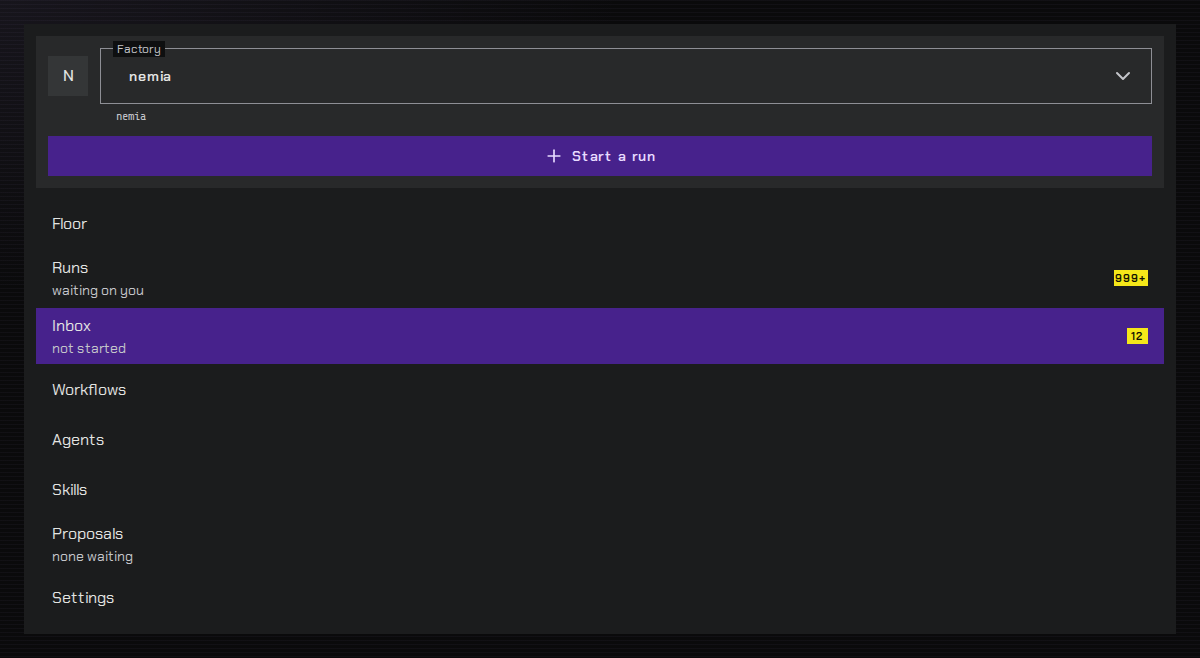 Factory
N
nemia
nemia
Start a run
Floor
Runs
waiting on you
999+
Inbox
not started
12
Workflows
Agents
Skills
Proposals
none waiting
Settings